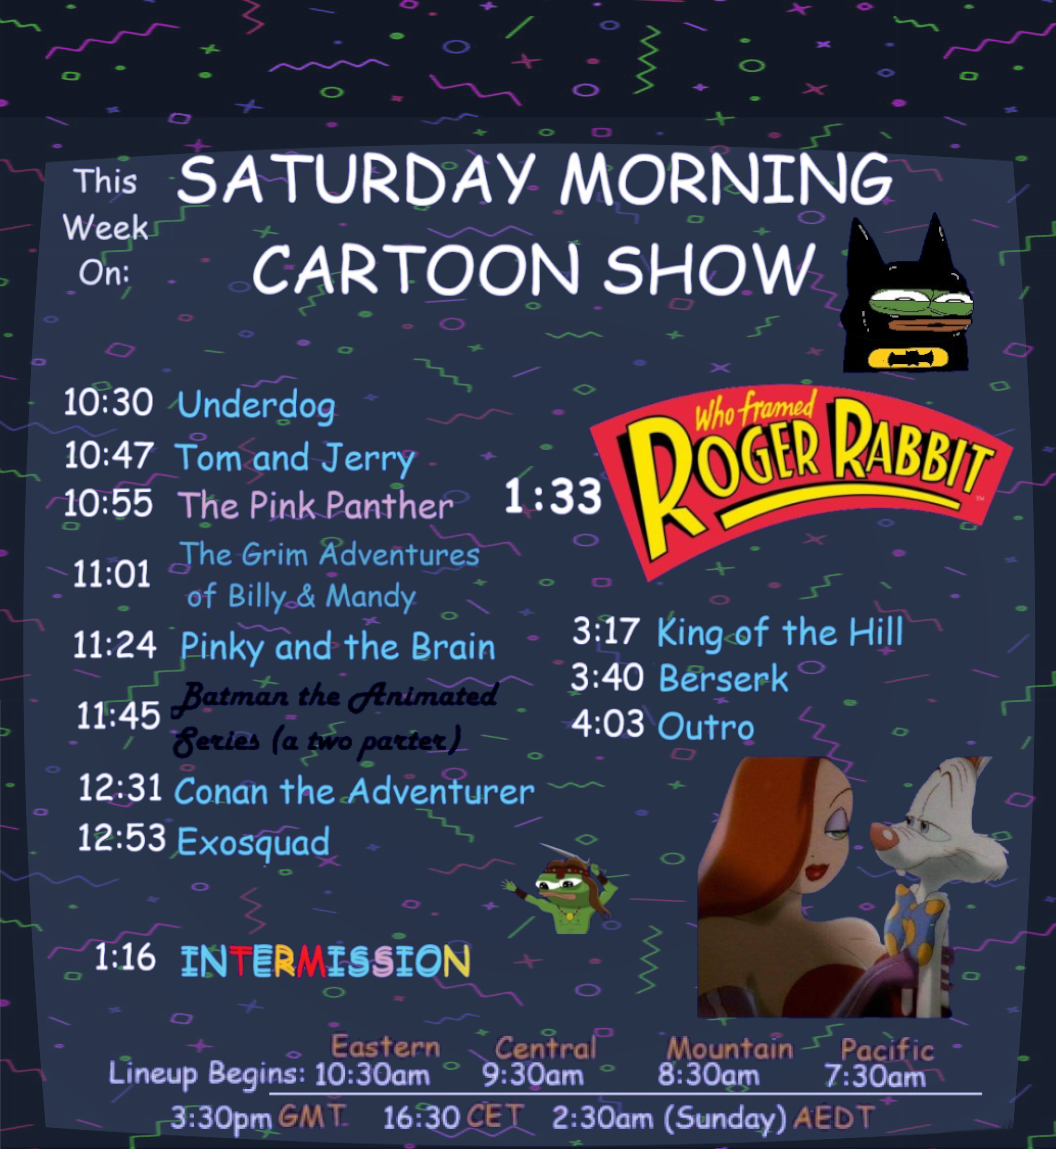 This
Week
On:
SATURDAY MORNING
CARTOON SHOW
10:30 Underdog
10:47 Tom and Jerry
10:55 The Pink Panther
11:01 The Grim Adventures
of Billy & Mandy
11:24 Pinky and the Brain
11:45 Batman the Animated
Series (a two parter)
12:31 Conan the Adventurer
12:53 Exosquad
1:16 INTERMISSION
1:33 Who framed
ROGER RABBIT
TM
3:17 King of the Hill
3:40 Berserk
4:03 Outro
Eastern Central Mountain Pacific
Lineup Begins: 10:30am 9:30am 8:30am 7:30am
3:30pm GMT 16:30 CET 2:30am (Sunday) AEDT